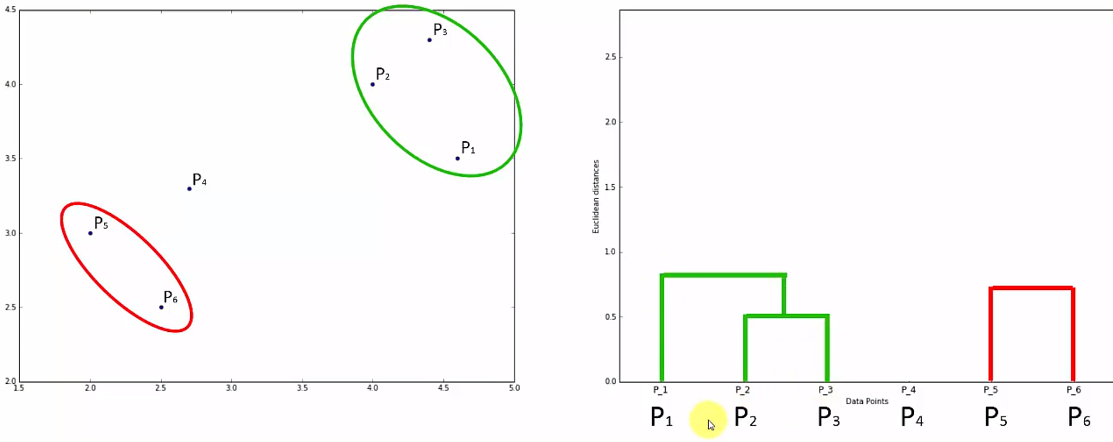 4.5
4.0
3.5
3.0
2.5
2.0
1.5
2.0
2.5
3.0
3.5
4.0
4.5
5.0
P₃
P₂
P₁
P₄
P₅
P₆
Euclidean distances
2.5
2.0
1.5
1.0
0.5
0.0
P_1 P_2 P_3 P_4 P_5 P_6
Data Points
P₁ P₂ P₃ P₄ P₅ P₆